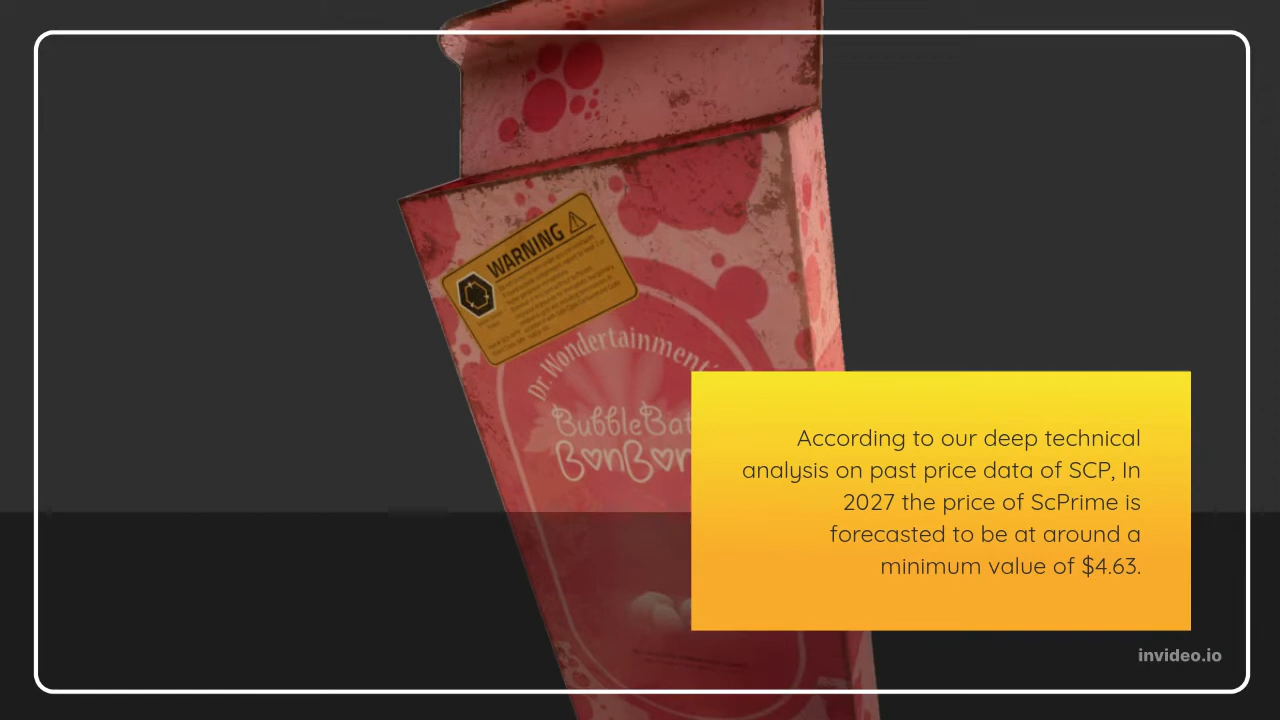 WARNING
Dr. Wondertainment's
BubbleBat
BonBon
According to our deep technical
analysis on past price data of SCP, In
2027 the price of ScPrime is
forecasted to be at around a
minimum value of $4.63.
invideo.io